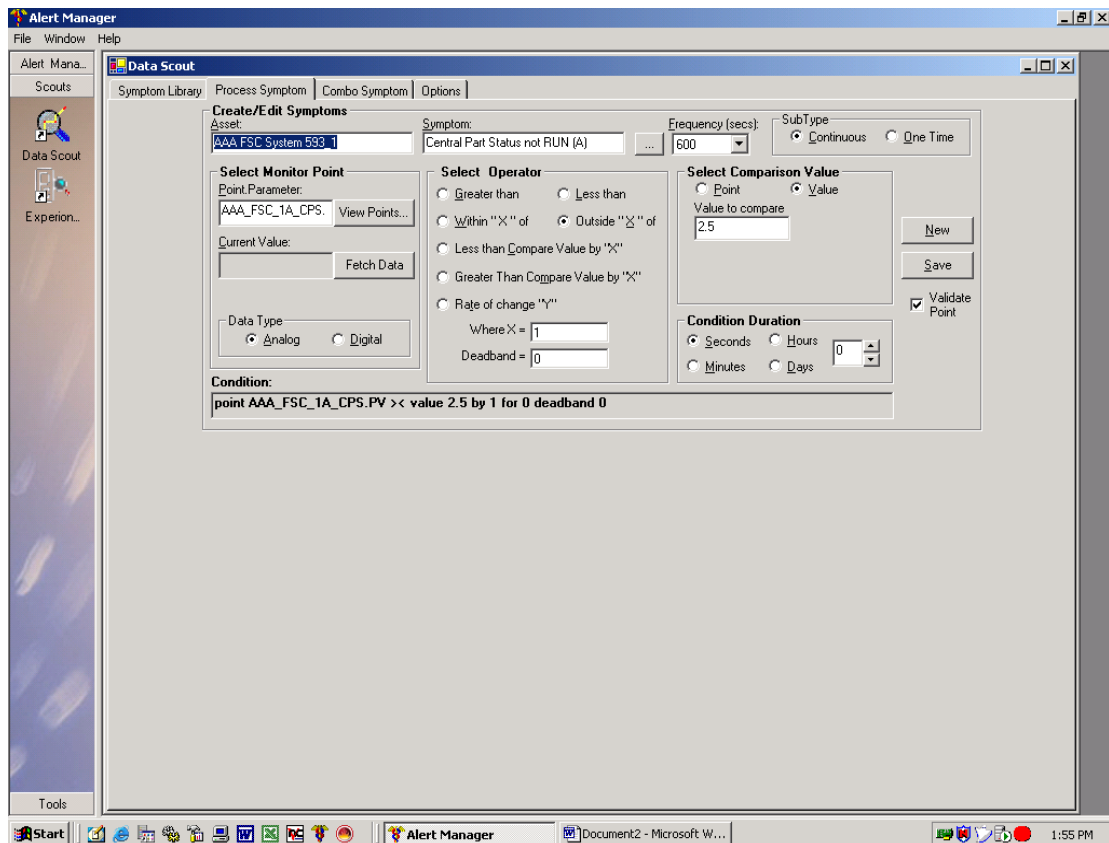 Alert Manager
File Window Help
Alert Mana...
Scouts
Data Scout
Experion...
Tools
Data Scout
Symptom Library Process Symptom Combo Symptom Options
Create/Edit Symptoms
Asset: Symptom: Frequency (secs): SubType
AAA FSC System 593_1 Central Part Status not RUN (A) ... 600 Continuous One Time
Select Monitor Point
Point.Parameter:
AAA_FSC_1A_CPS. View Points...
Current Value:
Fetch Data
Data Type
Analog Digital
Select Operator
Greater than Less than
Within "X" of Outside "X" of
Less than Compare Value by "X"
Greater Than Compare Value by "X"
Rate of change "Y"
Where X = 1
Deadband = 0
Select Comparison Value
Point Value
Value to compare
2.5
Condition Duration
Seconds Hours
0
Minutes Days
New
Save
Validate
Point
Condition:
point AAA_FSC_1A_CPS.PV >< value 2.5 by 1 for 0 deadband 0
Start Alert Manager Document2 - Microsoft W... 1:55 PM